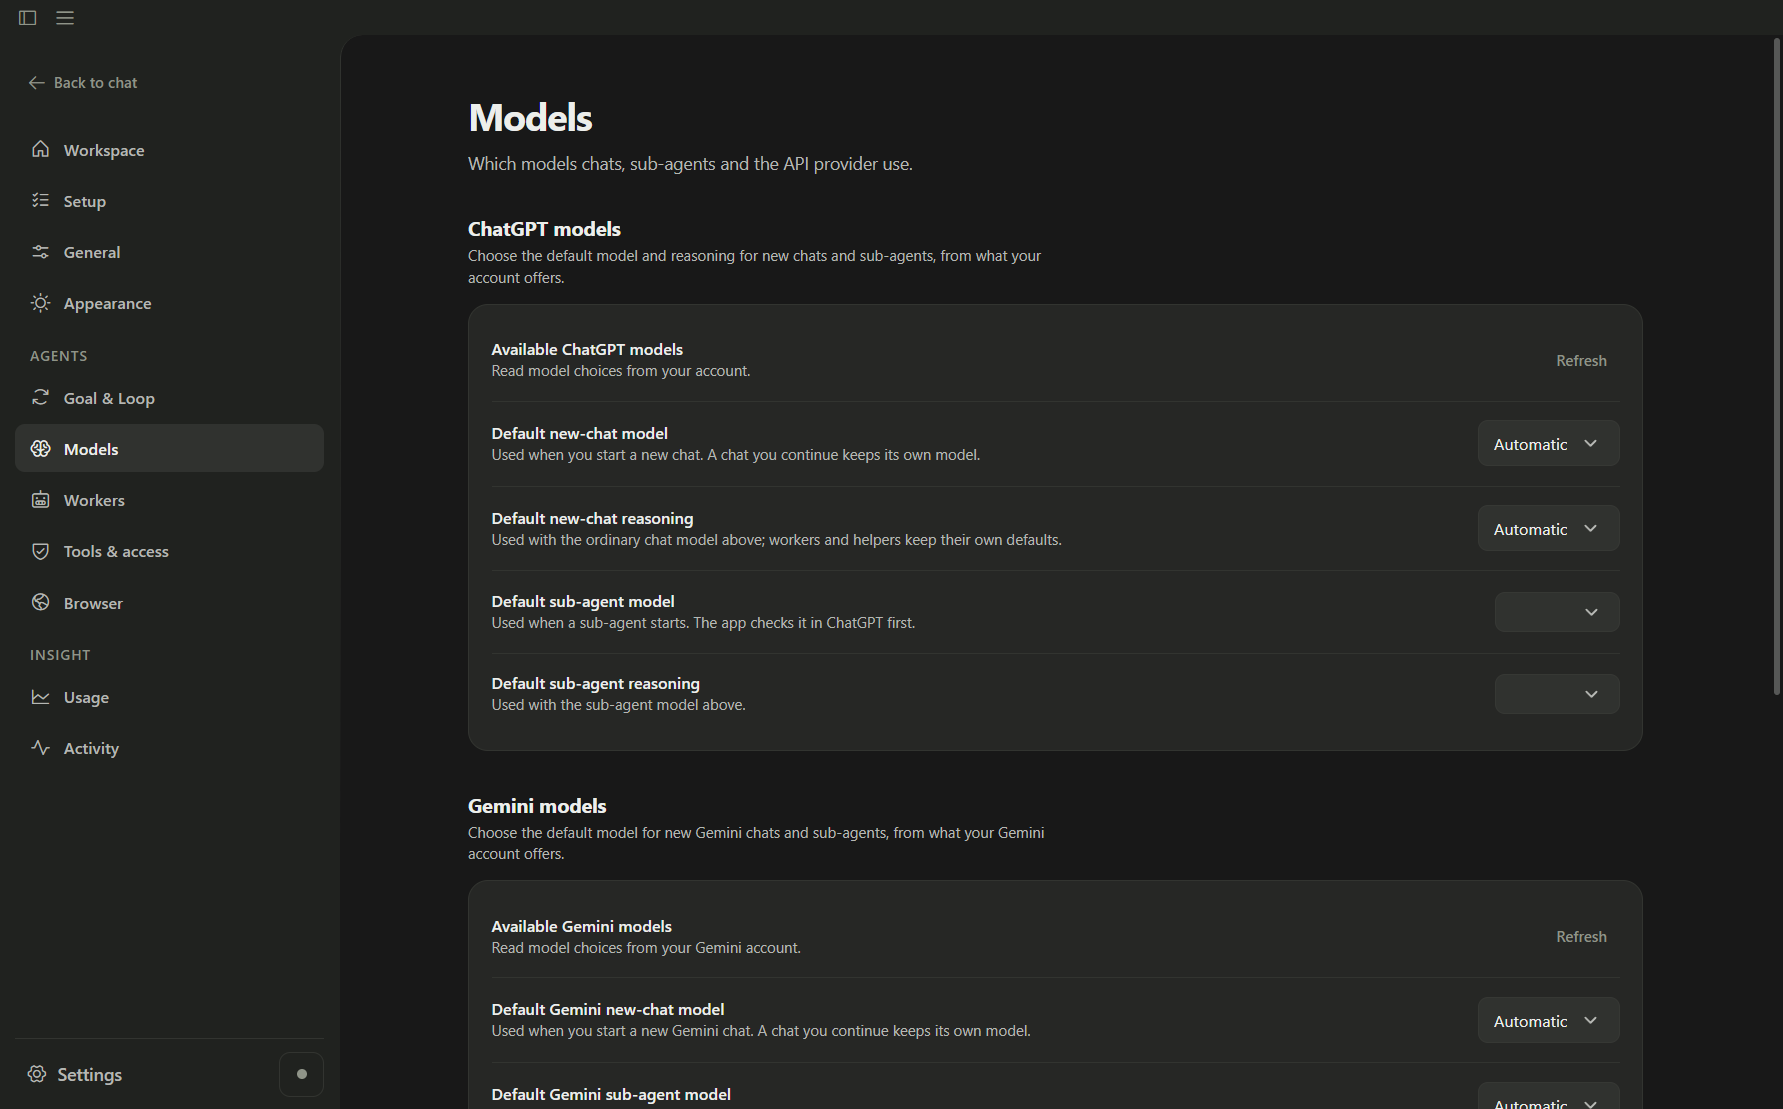 Back to chat
Workspace
Setup
General
Appearance
AGENTS
Goal & Loop
Models
Workers
Tools & access
Browser
INSIGHT
Usage
Activity
Settings
Models
Which models chats, sub-agents and the API provider use.
ChatGPT models
Choose the default model and reasoning for new chats and sub-agents, from what your
account offers.
Available ChatGPT models
Read model choices from your account.
Refresh
Default new-chat model
Used when you start a new chat. A chat you continue keeps its own model.
Automatic
Default new-chat reasoning
Used with the ordinary chat model above; workers and helpers keep their own defaults.
Automatic
Default sub-agent model
Used when a sub-agent starts. The app checks it in ChatGPT first.
Default sub-agent reasoning
Used with the sub-agent model above.
Gemini models
Choose the default model for new Gemini chats and sub-agents, from what your Gemini
account offers.
Available Gemini models
Read model choices from your Gemini account.
Refresh
Default Gemini new-chat model
Used when you start a new Gemini chat. A chat you continue keeps its own model.
Automatic
Default Gemini sub-agent model
Automatic